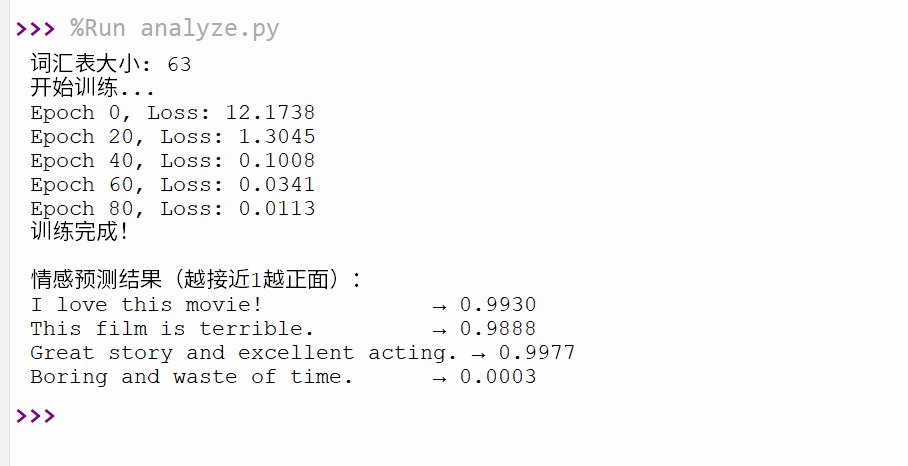 >>> %Run analyze.py
词汇表大小: 63
开始训练...
Epoch 0, Loss: 12.1738
Epoch 20, Loss: 1.3045
Epoch 40, Loss: 0.1008
Epoch 60, Loss: 0.0341
Epoch 80, Loss: 0.0113
训练完成!
情感预测结果（越接近1越正面）:
I love this movie! → 0.9930
This film is terrible. → 0.9888
Great story and excellent acting. → 0.9977
Boring and waste of time. → 0.0003
>>>